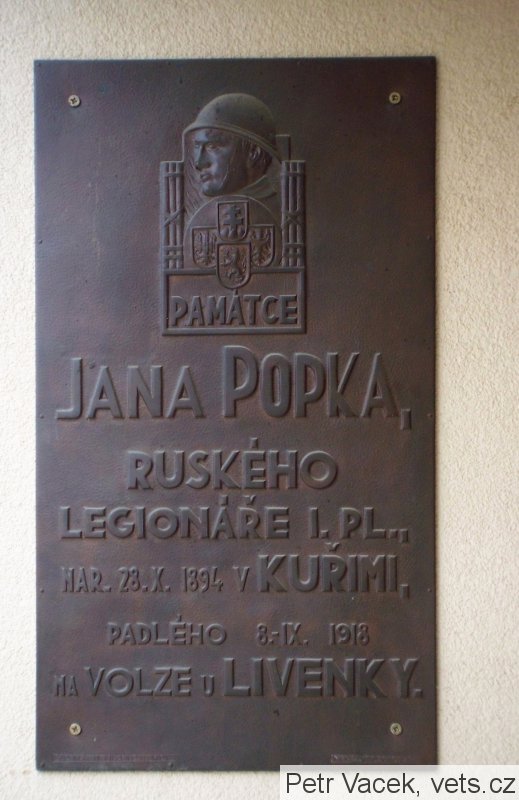 PAMÁTCE
JANA POPKA,
RUSKÉHO
LEGIONÁŘE I. PL.,
NAR. 28.X. 1894 V KUŘIMI,
PADLÉHO 8.-IX. 1918
NA VOLZE U LIVENKY.
Petr Vacek, vets.cz